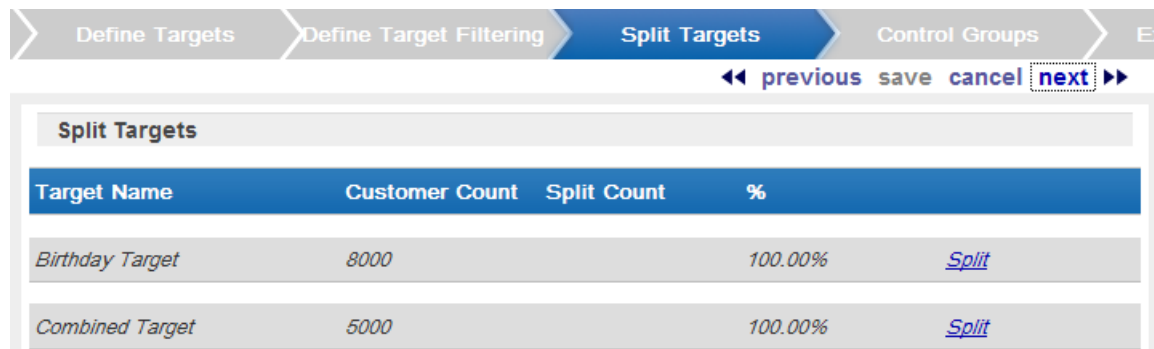 Define Targets Define Target Filtering Split Targets Control Groups
previous save cancel next
Split Targets
Target Name Customer Count Split Count %
Birthday Target 8000 100.00% Split
Combined Target 5000 100.00% Split